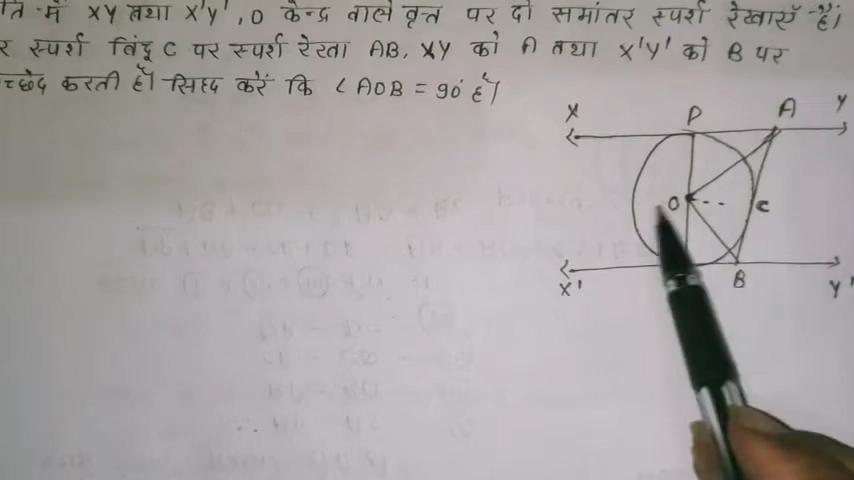 में XY तथा X'Y', O केन्द्र वाले वृत्त पर दो समांतर स्पर्श रेखाएँ हैं।
स्पर्श बिंदू C पर स्पर्श रेखा AB, XY को A तथा X'Y' को B पर
करती है। सिध्द करें कि ∠AOB = 90° है।
X P A Y
O C
X' B Y'